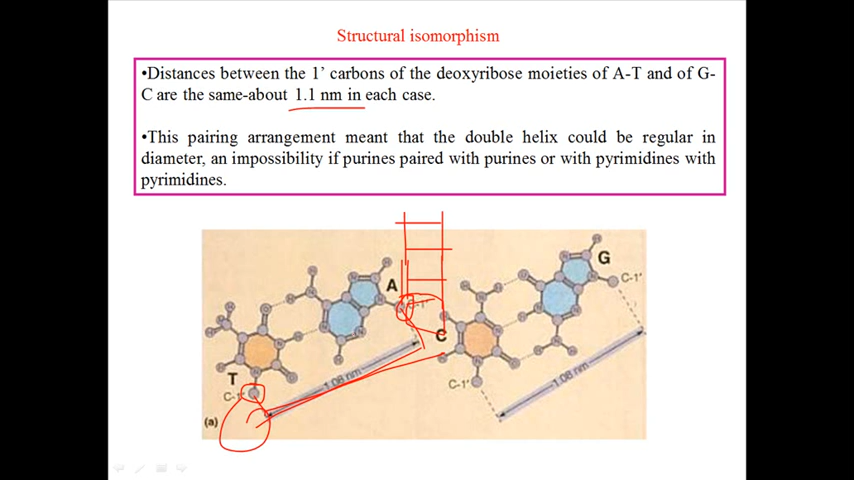 Structural isomorphism
•Distances between the 1’ carbons of the deoxyribose moieties of A-T and of G-
C are the same-about 1.1 nm in each case.
•This pairing arrangement meant that the double helix could be regular in
diameter, an impossibility if purines paired with purines or with pyrimidines with
pyrimidines.
A
C-1'
T
C-1'
1.08 nm
(a)
G
C-1'
C
C-1'
1.08 nm